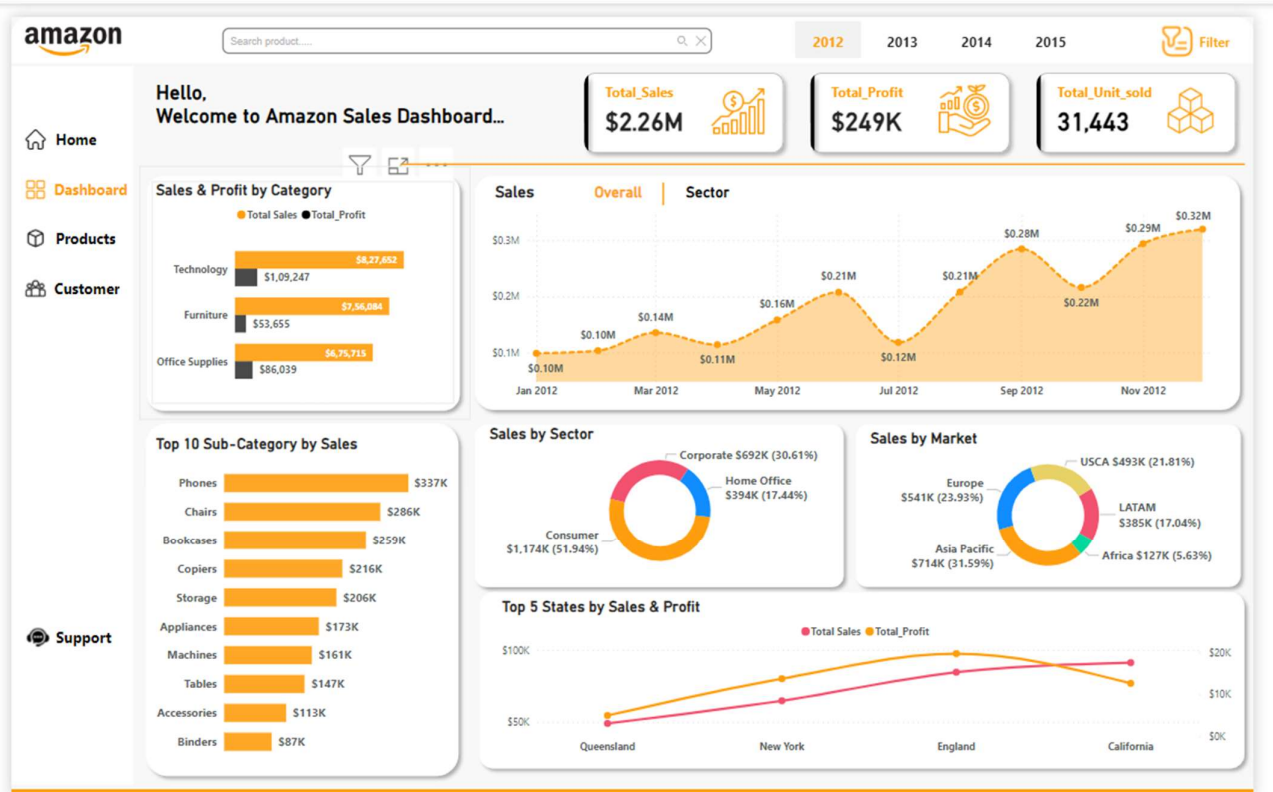 amazon
Search product.....
2012 2013 2014 2015
Filter
Hello,
Welcome to Amazon Sales Dashboard...
Total_Sales
$2.26M
Total_Profit
$249K
Total_Unit_sold
31,443
Home
Dashboard
Products
Customer
Support
Sales & Profit by Category
Total Sales Total_Profit
Technology $8,27,652
$1,09,247
Furniture $7,56,084
$53,655
Office Supplies $6,75,715
$86,039
Sales Overall Sector
$0.3M
$0.2M
$0.1M
$0.10M
$0.10M
$0.14M
$0.11M
$0.16M
$0.21M
$0.12M
$0.21M
$0.28M
$0.22M
$0.29M
$0.32M
Jan 2012 Mar 2012 May 2012 Jul 2012 Sep 2012 Nov 2012
Top 10 Sub-Category by Sales
Phones $337K
Chairs $286K
Bookcases $259K
Copiers $216K
Storage $206K
Appliances $173K
Machines $161K
Tables $147K
Accessories $113K
Binders $87K
Sales by Sector
Corporate $692K (30.61%)
Home Office
$394K (17.44%)
Consumer
$1,174K (51.94%)
Sales by Market
USCA $493K (21.81%)
Europe
$541K (23.93%)
LATAM
$385K (17.04%)
Asia Pacific
$714K (31.59%)
Africa $127K (5.63%)
Top 5 States by Sales & Profit
Total Sales Total_Profit
$100K
$50K
$20K
$10K
$0K
Queensland New York England California